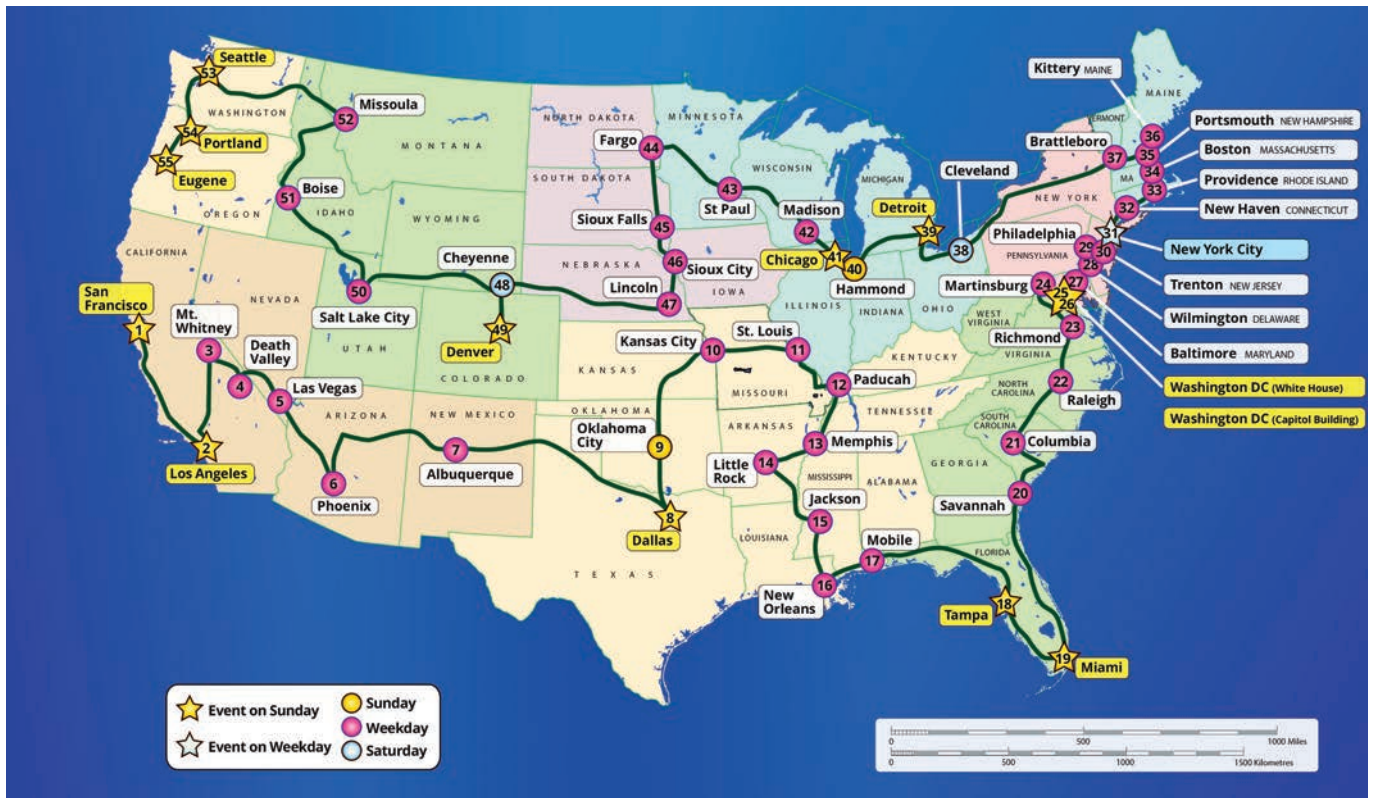 Seattle
53
Missoula
52
WASHINGTON
54
Portland
55
Eugene
OREGON
Boise
51
IDAHO
MONTANA
WYOMING
NORTH DAKOTA
SOUTH DAKOTA
Fargo
44
MINNESOTA
WISCONSIN
43
St Paul
Madison
42
MICHIGAN
Detroit
39
Cleveland
38
Kittery MAINE
MAINE
VERMONT
Brattleboro
37
36
35
34
33
MA
Portsmouth NEW HAMPSHIRE
Boston MASSACHUSETTS
Providence RHODE ISLAND
New Haven CONNECTICUT
32
NEW YORK
31
New York City
Philadelphia
29
30
28
PENNSYLVANIA
Trenton NEW JERSEY
Wilmington DELAWARE
Baltimore MARYLAND
Washington DC (White House)
Washington DC (Capitol Building)
Martinsburg
24
27
25
26
Sioux Falls
45
46
Sioux City
NEBRASKA
IOWA
Lincoln
47
Chicago
41
40
Hammond
ILLINOIS
INDIANA
OHIO
WEST
VIRGINIA
Richmond
23
VIRGINIA
CALIFORNIA
NEVADA
San
Francisco
1
Mt.
Whitney
3
Death
Valley
4
Las Vegas
5
2
Los Angeles
50
Salt Lake City
UTAH
Cheyenne
48
49
Denver
COLORADO
KANSAS
Kansas City
10
St. Louis
11
MISSOURI
12
Paducah
KENTUCKY
TENNESSEE
NORTH
CAROLINA
22
Raleigh
SOUTH
CAROLINA
21
Columbia
ARIZONA
6
Phoenix
NEW MEXICO
7
Albuquerque
OKLAHOMA
Oklahoma
City
9
ARKANSAS
13
Memphis
14
Little
Rock
MISSISSIPPI
ALABAMA
GEORGIA
20
Savannah
8
Dallas
TEXAS
LOUISIANA
Jackson
15
16
New
Orleans
Mobile
17
FLORIDA
18
Tampa
19
Miami
Event on Sunday
Event on Weekday
Sunday
Weekday
Saturday
0 500 1000 Miles
0 500 1000 1500 Kilometres